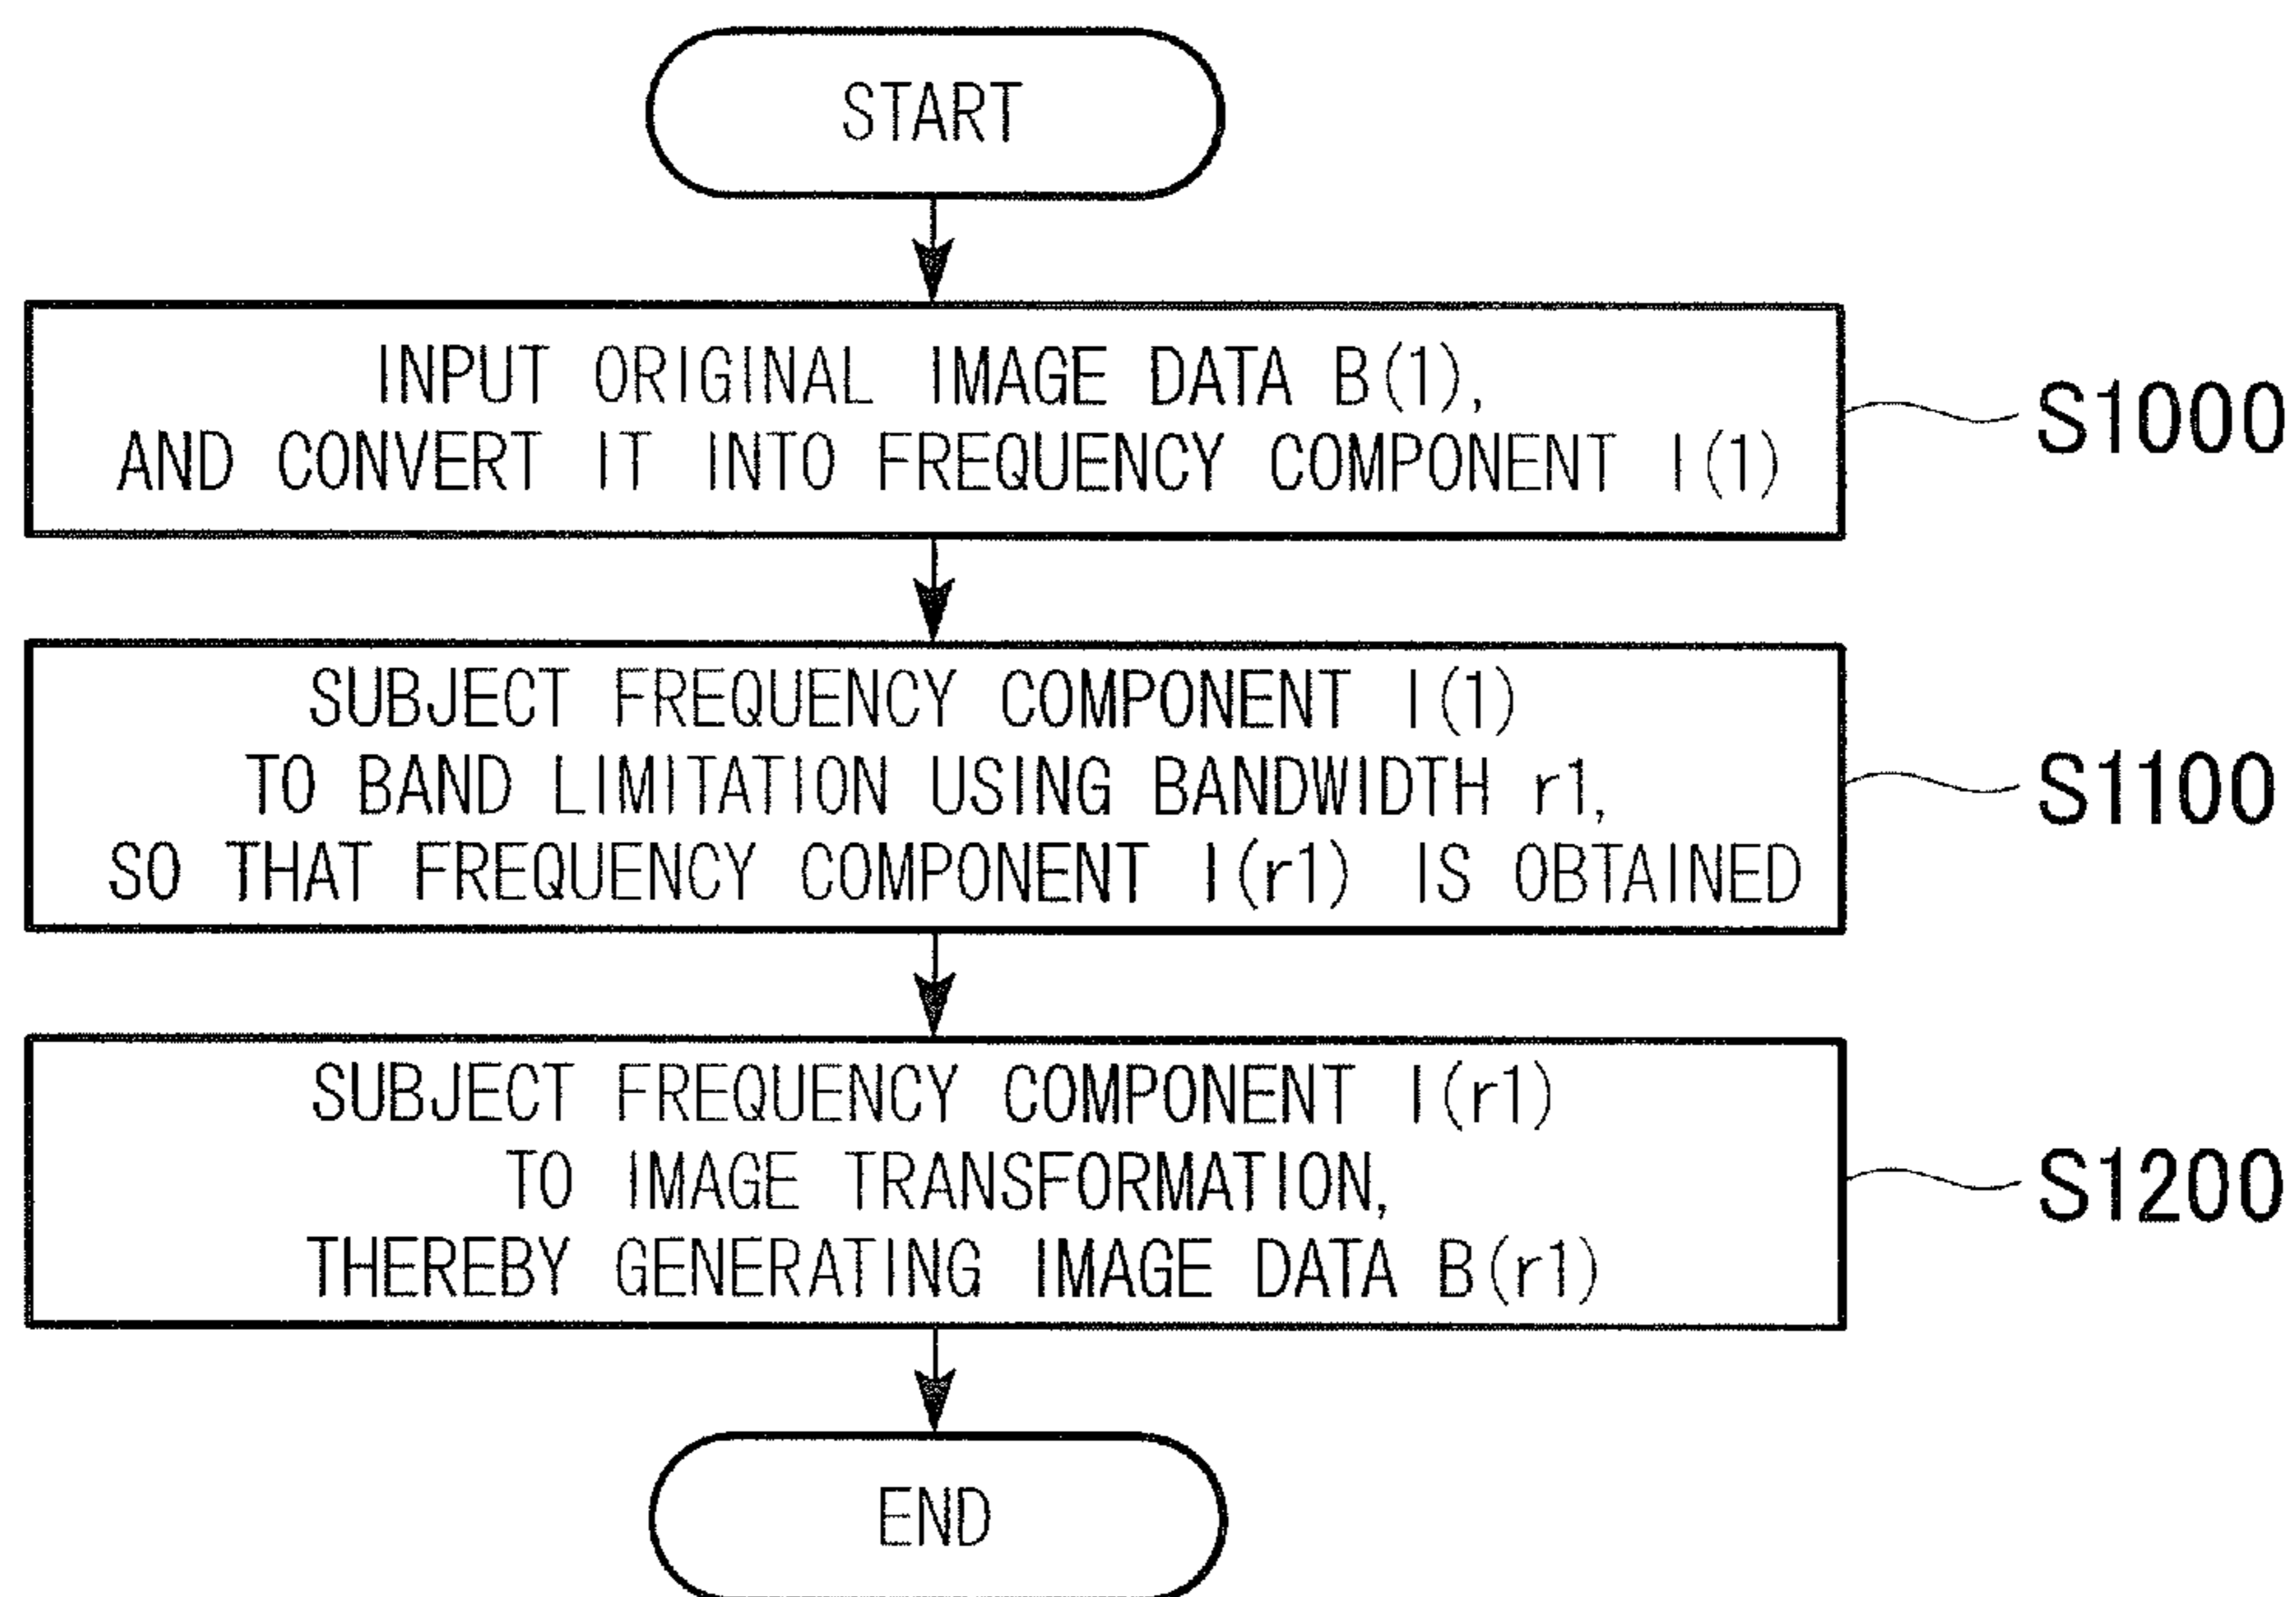 START
INPUT ORIGINAL IMAGE DATA B(1),
AND CONVERT IT INTO FREQUENCY COMPONENT I(1)
S1000
SUBJECT FREQUENCY COMPONENT I(1)
TO BAND LIMITATION USING BANDWIDTH r1,
SO THAT FREQUENCY COMPONENT I(r1) IS OBTAINED
S1100
SUBJECT FREQUENCY COMPONENT I(r1)
TO IMAGE TRANSFORMATION,
THEREBY GENERATING IMAGE DATA B(r1)
S1200
END